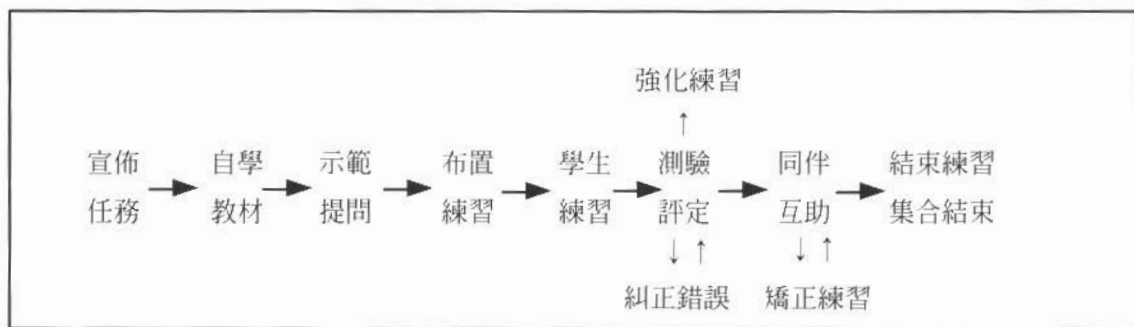 強化練習
↑
宣佈 自學 示範 布置 學生 測驗 同伴 結束練習
→ → → → → → →
任務 教材 提問 練習 練習 評定 互助 集合結束
↓ ↑ ↓ ↑
糾正錯誤 矯正練習